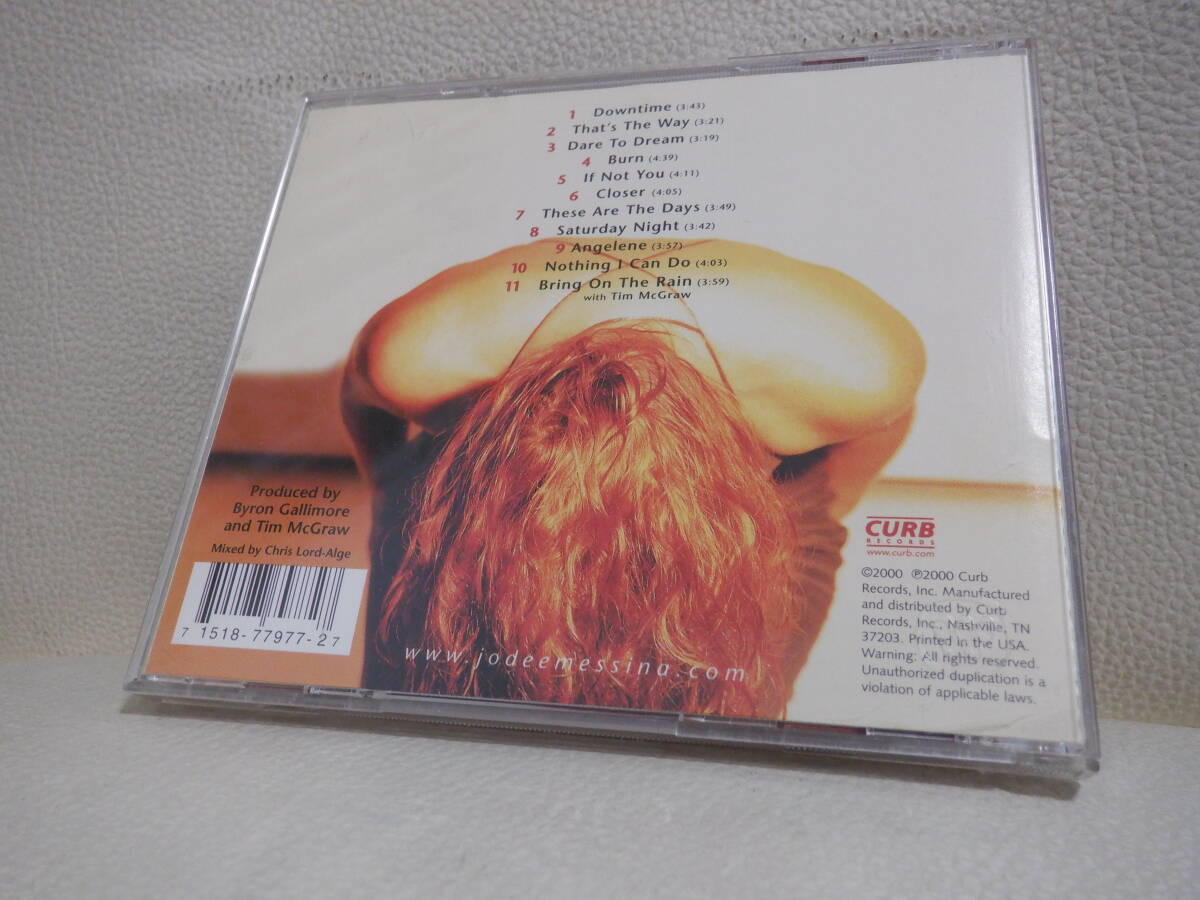 1 Downtime (3:43)
2 That's The Way (3:21)
3 Dare To Dream (3:19)
4 Burn (4:39)
5 If Not You (4:11)
6 Closer (4:05)
7 These Are The Days (3:49)
8 Saturday Night (3:42)
9 Angelene (3:57)
10 Nothing I Can Do (4:03)
11 Bring On The Rain (3:59)
with Tim McGraw
Produced by
Byron Gallimore
and Tim McGraw
Mixed by Chris Lord-Alge
7 15187-77977-2 7
www.jodeemessina.com
CURB
RECORDS
www.curb.com
©2000 ℗2000 Curb
Records, Inc. Manufactured
and distributed by Curb
Records, Inc., Nashville, TN
37203. Printed in the USA.
Warning: All rights reserved.
Unauthorized duplication is a
violation of applicable laws.